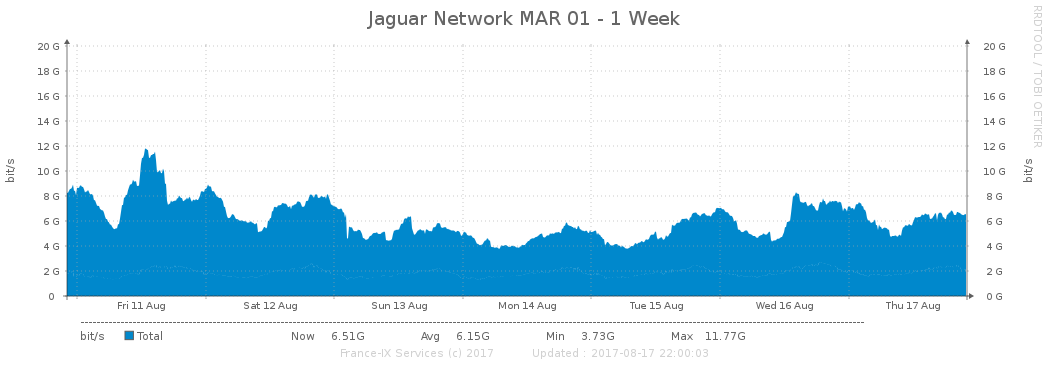 Jaguar Network MAR 01 - 1 Week
RRDTOOL / TOBI OETIKER
bit/s
bit/s
20 G 20 G
18 G 18 G
16 G 16 G
14 G 14 G
12 G 12 G
10 G 10 G
8 G 8 G
6 G 6 G
4 G 4 G
2 G 2 G
0 0 G
Fri 11 Aug Sat 12 Aug Sun 13 Aug Mon 14 Aug Tue 15 Aug Wed 16 Aug Thu 17 Aug
bit/s Total Now 6.51G Avg 6.15G Min 3.73G Max 11.77G
France-IX Services (c) 2017 Updated : 2017-08-17 22:00:03